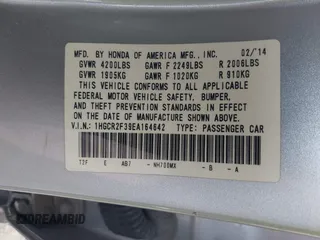 MFD. BY HONDA OF AMERICA MFG., INC. 02/'14
GVWR 4200LBS GAWR F 2249LBS R 2006LBS
GVWR 1905KG GAWR F 1020KG R 910KG
THIS VEHICLE CONFORMS TO ALL APPLICABLE
FEDERAL MOTOR VEHICLE SAFETY, BUMPER,
AND THEFT PREVENTION STANDARDS IN EFFECT ON
THE DATE OF MANUFACTURE SHOWN ABOVE.
V.I.N.: 1HGCR2F39EA164642 TYPE: PASSENGER CAR
E AB7 - NH700MX - B - A
DREAMBID